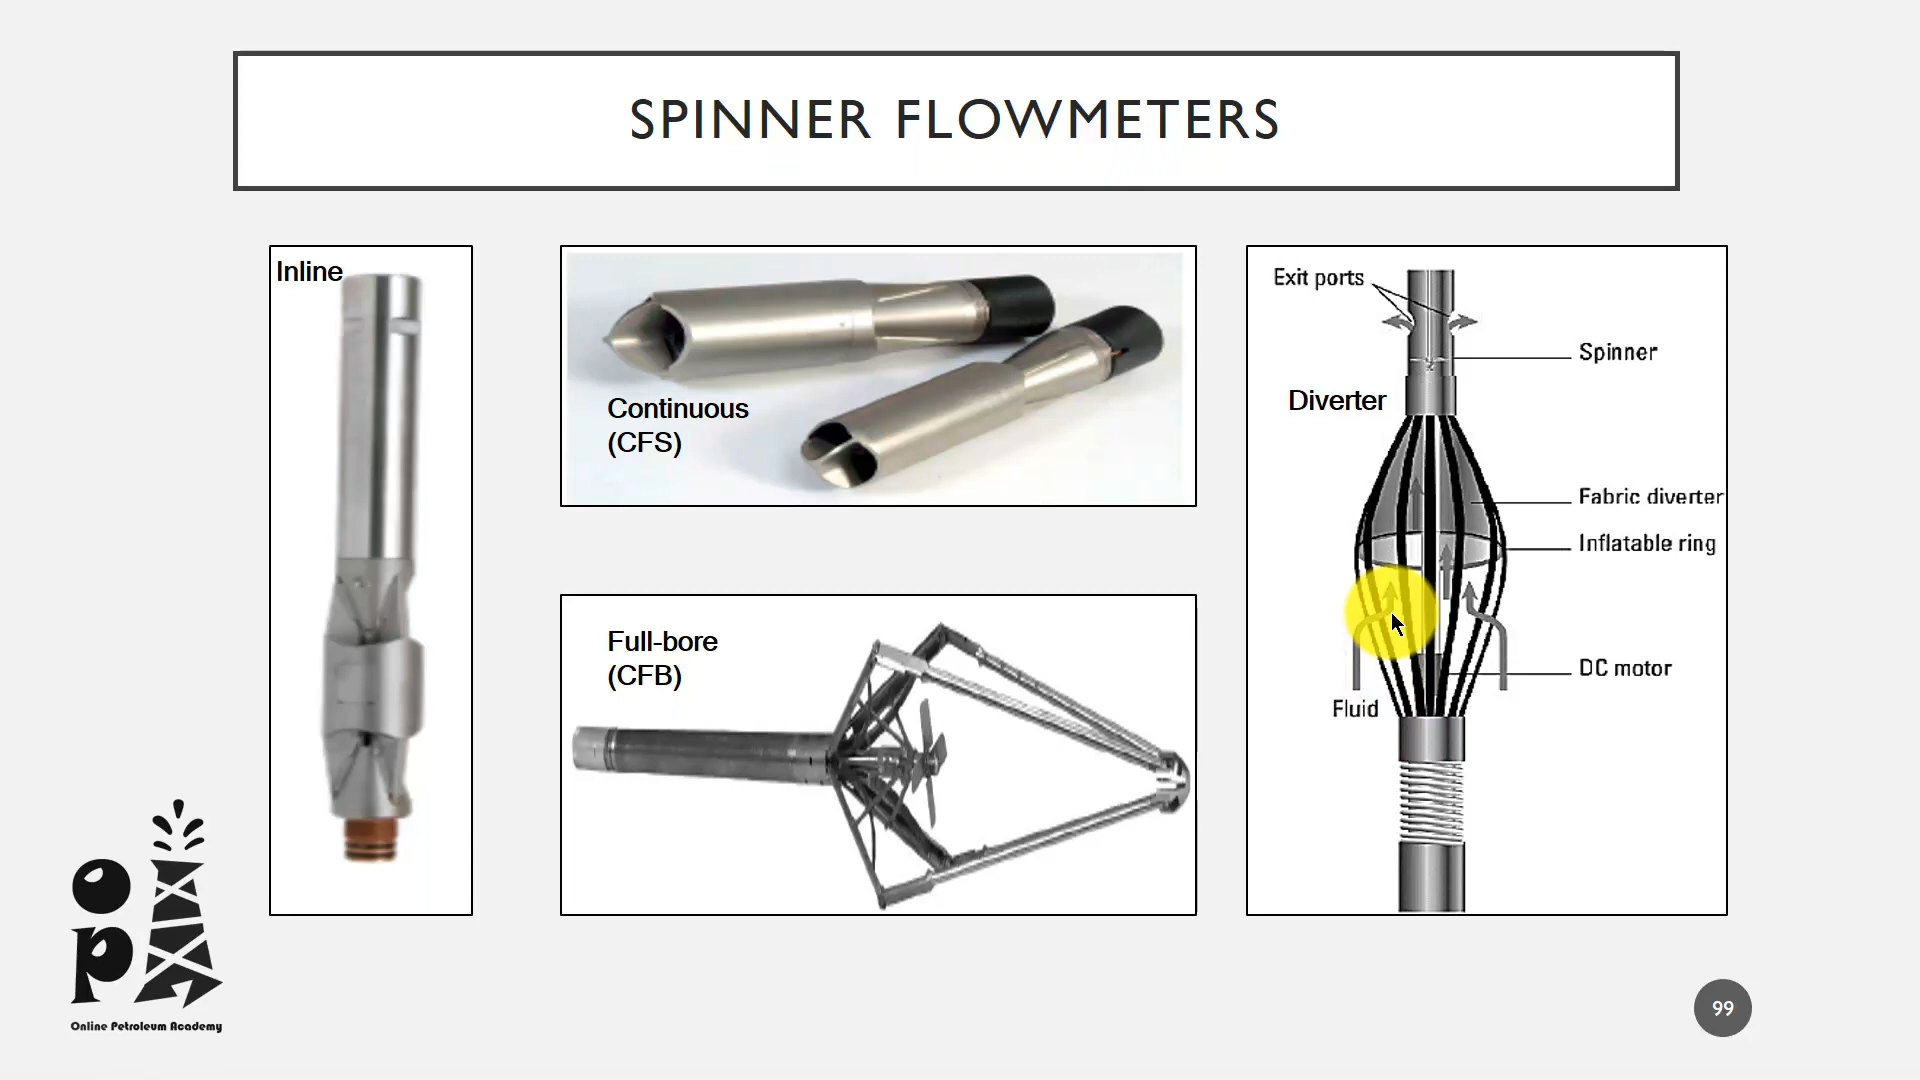 SPINNER FLOWMETERS
Inline
Continuous
(CFS)
Full-bore
(CFB)
Exit ports
Spinner
Diverter
Fabric diverter
Inflatable ring
DC motor
Fluid
opA
Online Petroleum Academy
99